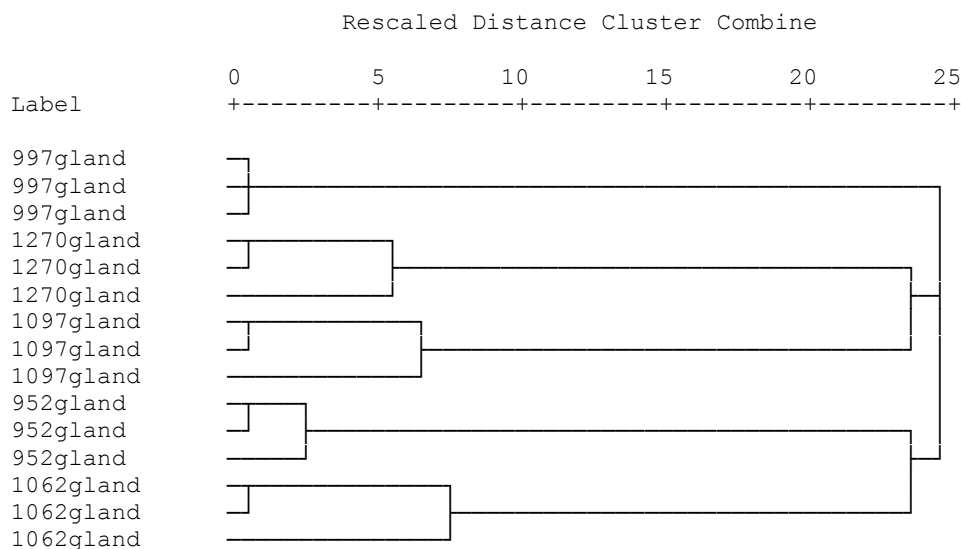 Rescaled Distance Cluster Combine
0 5 10 15 20 25
Label +---------+---------+---------+---------+---------+
997gland
997gland
997gland
1270gland
1270gland
1270gland
1097gland
1097gland
1097gland
952gland
952gland
952gland
1062gland
1062gland
1062gland